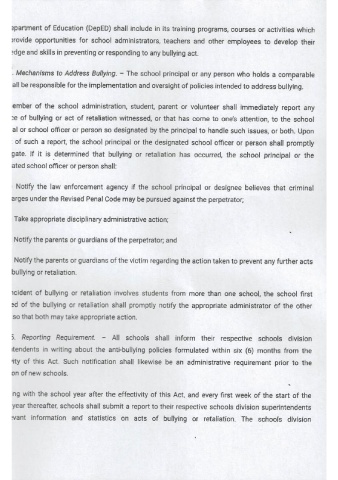 partment of Education (DepED) shall include in its training programs, courses or activities which
rovide opportunities for school administrators, teachers and other employees to develop their
dge and skills in preventing or responding to any bullying act.
. Mechanisms to Address Bullying. – The school principal or any person who holds a comparable
all be responsible for the implementation and oversight of policies intended to address bullying.
ember of the school administration, student, parent or volunteer shall immediately report any
e of bullying or act of retaliation witnessed, or that has come to one's attention, to the school
al or school officer or person so designated by the principal to handle such issues, or both. Upon
of such a report, the school principal or the designated school officer or person shall promptly
gate. If it is determined that bullying or retaliation has occurred, the school principal or the
ated school officer or person shall:
Notify the law enforcement agency if the school principal or designee believes that criminal
arges under the Revised Penal Code may be pursued against the perpetrator;
Take appropriate disciplinary administrative action;
Notify the parents or guardians of the perpetrator; and
Notify the parents or guardians of the victim regarding the action taken to prevent any further acts
bullying or retaliation.
ncident of bullying or retaliation involves students from more than one school, the school first
ed of the bullying or retaliation shall promptly notify the appropriate administrator of the other
so that both may take appropriate action.
5. Reporting Requirement. – All schools shall inform their respective schools division
tendents in writing about the anti-bullying policies formulated within six (6) months from the
ity of this Act. Such notification shall likewise be an administrative requirement prior to the
on of new schools.
ng with the school year after the effectivity of this Act, and every first week of the start of the
year thereafter, schools shall submit a report to their respective schools division superintendents
evant information and statistics on acts of bullying or retaliation. The schools division